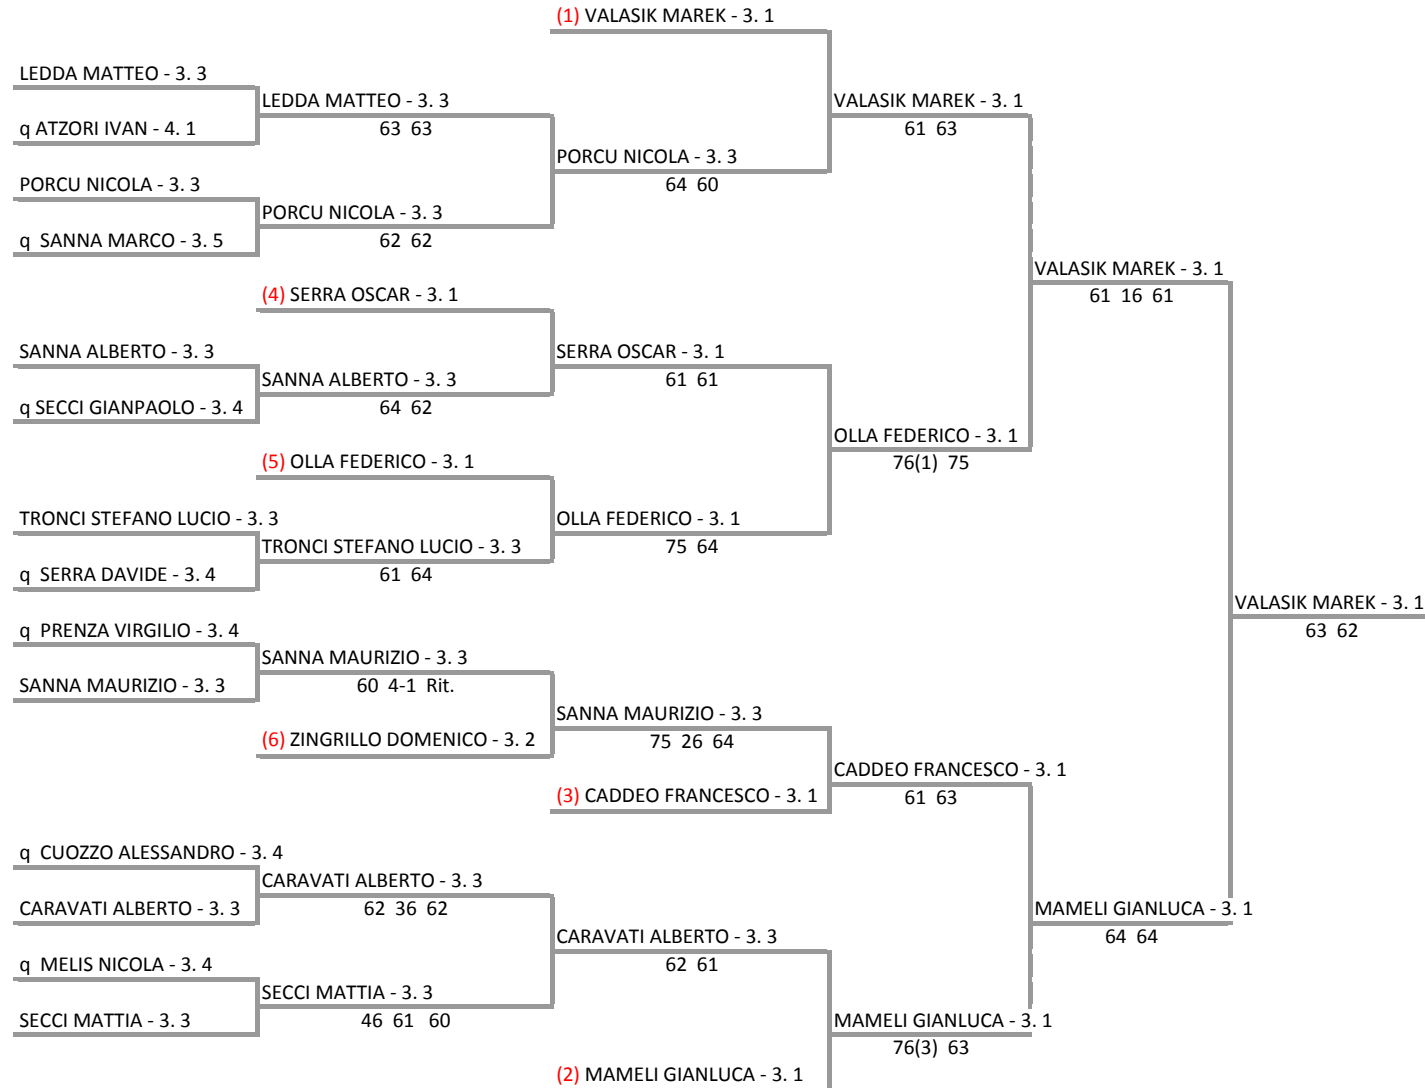 (1) VALASIK MAREK - 3. 1
LEDDA MATTEO - 3. 3
LEDDA MATTEO - 3. 3
VALASIK MAREK - 3. 1
q ATZORI IVAN - 4. 1
63 63
61 63
PORCU NICOLA - 3. 3
PORCU NICOLA - 3. 3
64 60
PORCU NICOLA - 3. 3
q SANNA MARCO - 3. 5
62 62
VALASIK MAREK - 3. 1
(4) SERRA OSCAR - 3. 1
61 16 61
SANNA ALBERTO - 3. 3
SERRA OSCAR - 3. 1
SANNA ALBERTO - 3. 3
61 61
q SECCI GIANPAOLO - 3. 4
64 62
OLLA FEDERICO - 3. 1
(5) OLLA FEDERICO - 3. 1
76(1) 75
TRONCI STEFANO LUCIO - 3. 3
OLLA FEDERICO - 3. 1
TRONCI STEFANO LUCIO - 3. 3
75 64
q SERRA DAVIDE - 3. 4
61 64
VALASIK MAREK - 3. 1
q PRENZA VIRGILIO - 3. 4
63 62
SANNA MAURIZIO - 3. 3
SANNA MAURIZIO - 3. 3
60 4-1 Rit.
SANNA MAURIZIO - 3. 3
(6) ZINGRILLO DOMENICO - 3. 2
75 26 64
CADDEO FRANCESCO - 3. 1
(3) CADDEO FRANCESCO - 3. 1
61 63
q CUOZZO ALESSANDRO - 3. 4
CARAVATI ALBERTO - 3. 3
CARAVATI ALBERTO - 3. 3
62 36 62
MAMELI GIANLUCA - 3. 1
CARAVATI ALBERTO - 3. 3
64 64
q MELIS NICOLA - 3. 4
62 61
SECCI MATTIA - 3. 3
SECCI MATTIA - 3. 3
46 61 60
MAMELI GIANLUCA - 3. 1
76(3) 63
(2) MAMELI GIANLUCA - 3. 1